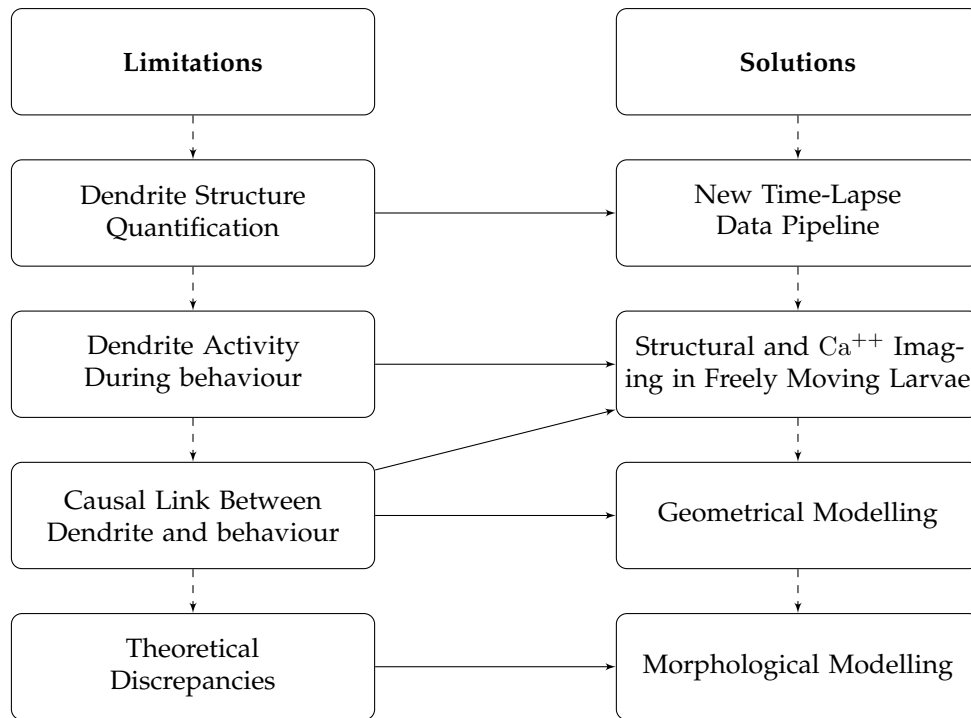 Limitations
Solutions
Dendrite Structure
Quantification
New Time-Lapse
Data Pipeline
Dendrite Activity
During behaviour
Structural and Ca⁺⁺ Imag-
ing in Freely Moving Larvae
Causal Link Between
Dendrite and behaviour
Geometrical Modelling
Theoretical
Discrepancies
Morphological Modelling